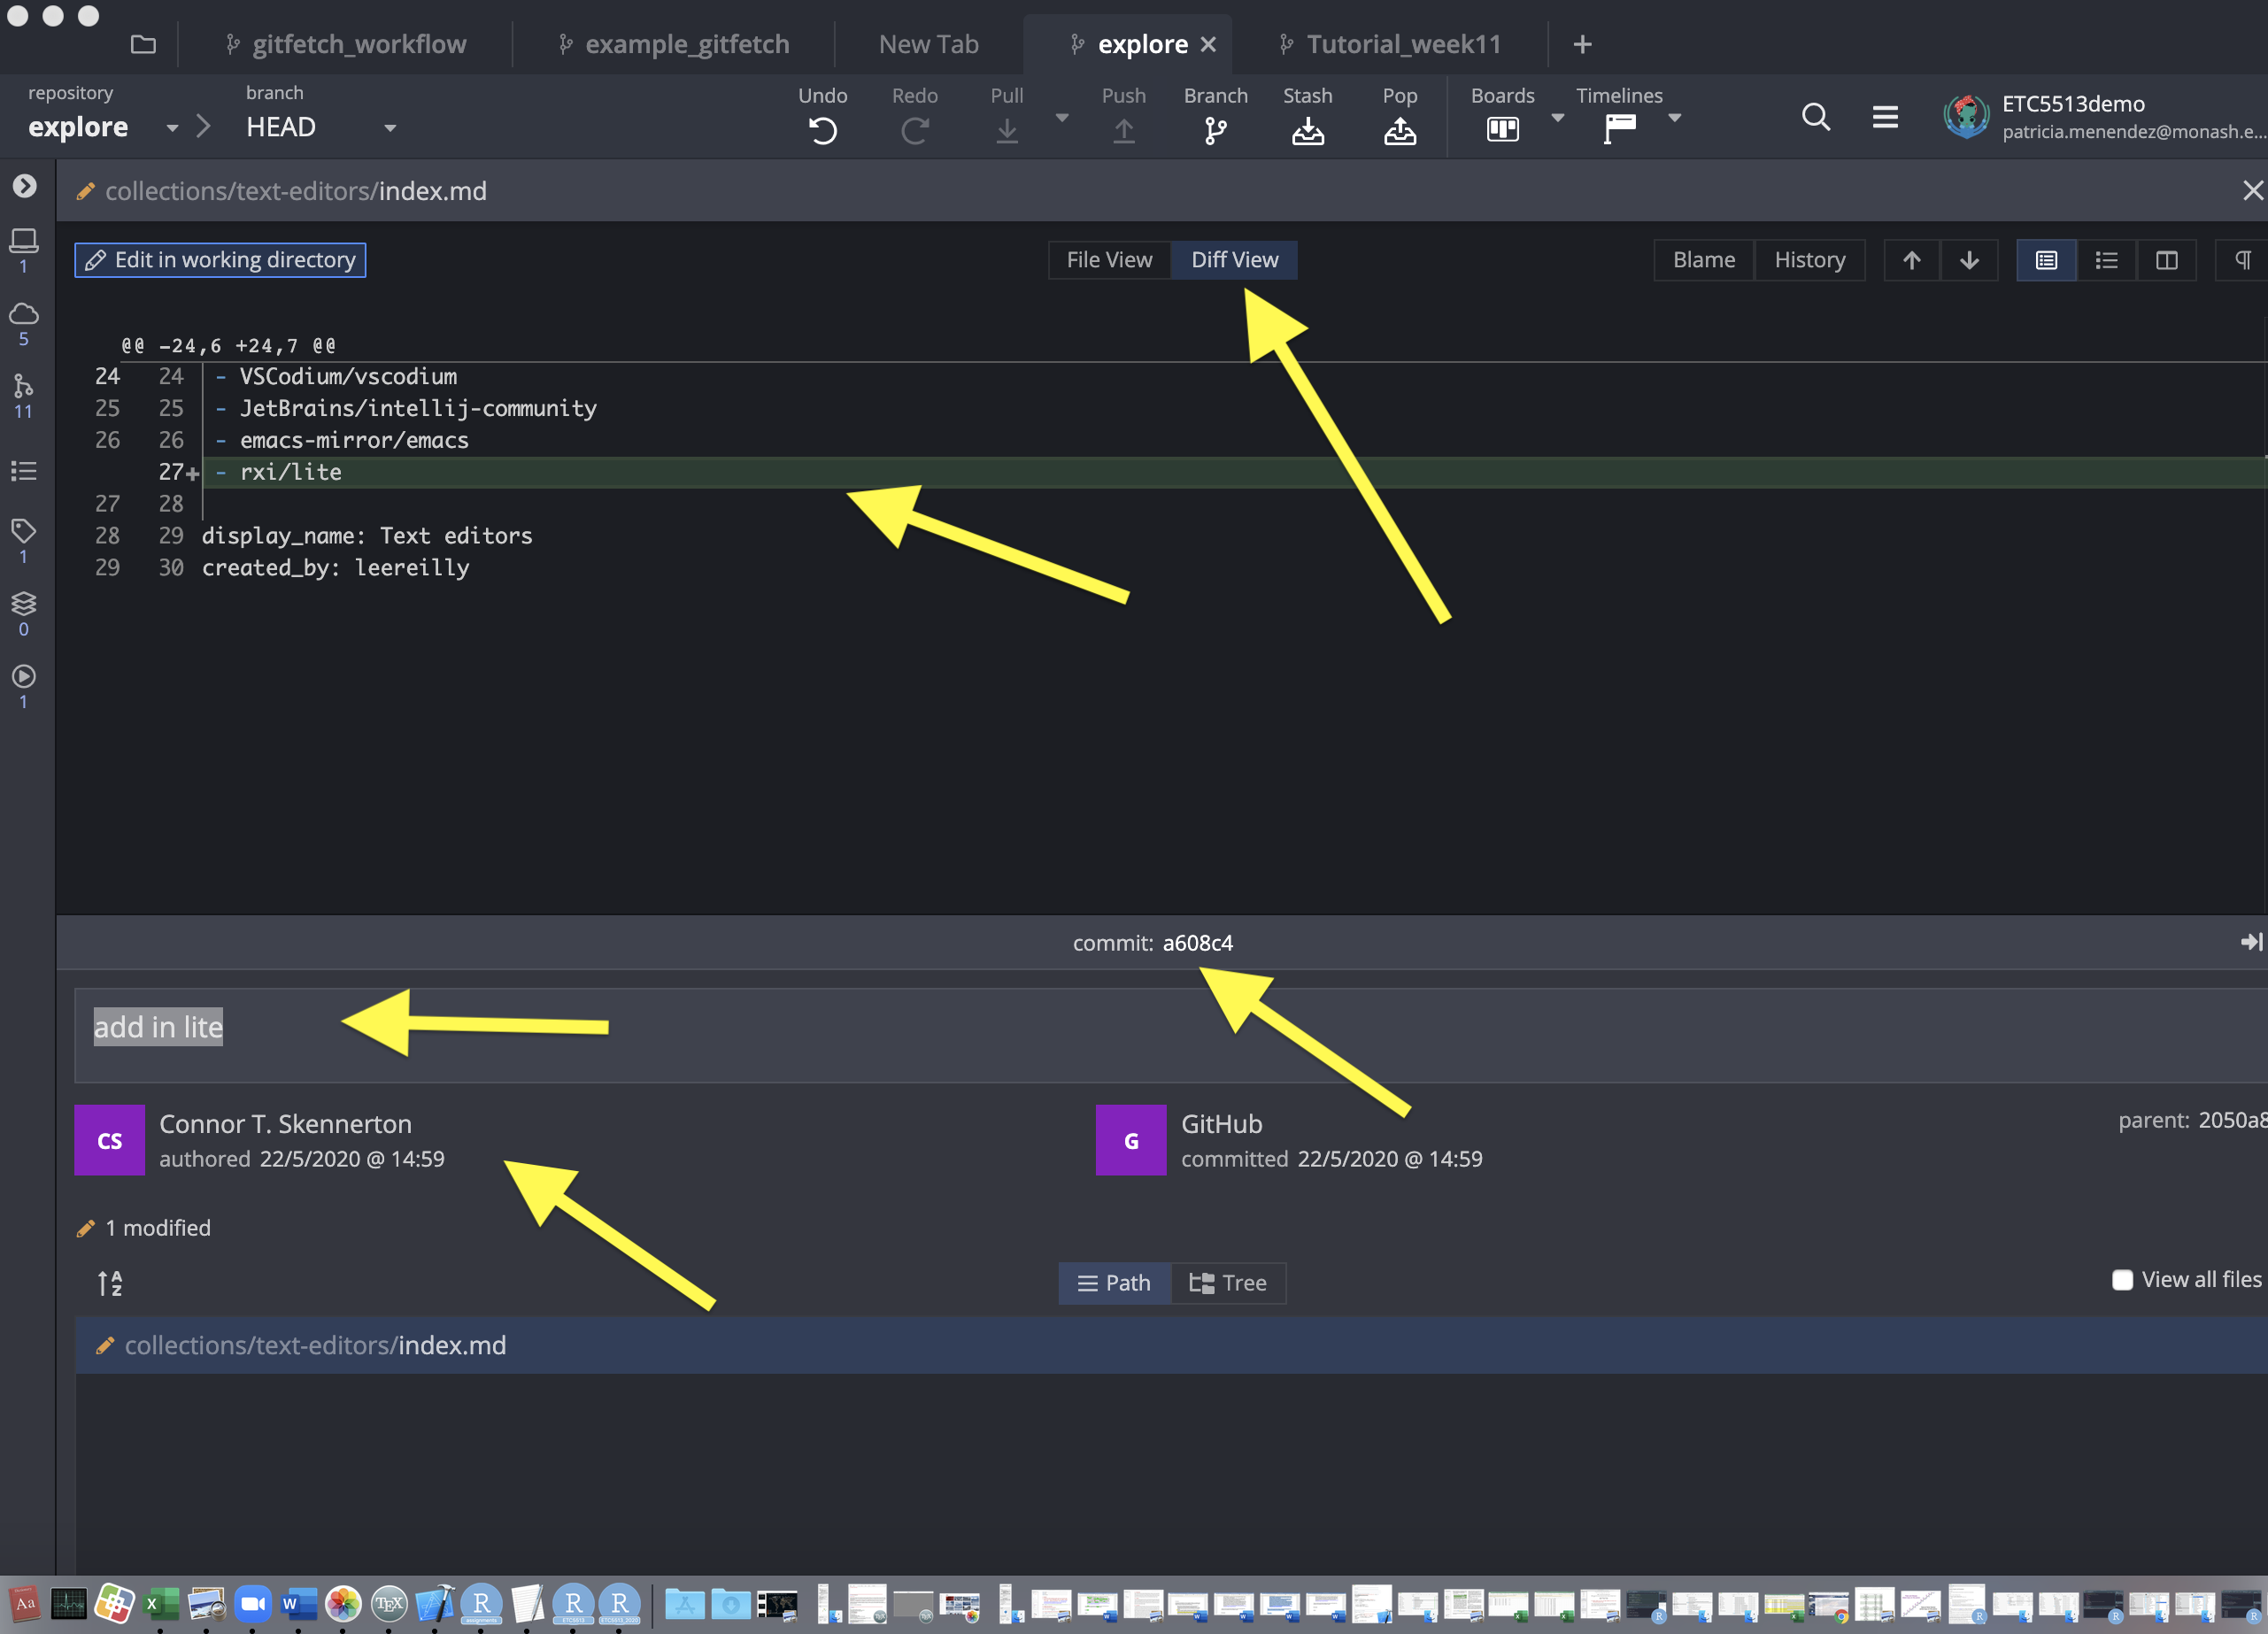 gitfetch_workflow example_gitfetch New Tab explore Tutorial_week11
repository branch Undo Redo Pull Push Branch Stash Pop Boards Timelines
explore HEAD
ETC5513demo
patricia.menendez@monash.e...
collections/text-editors/index.md
Edit in working directory File View Diff View Blame History
@@ -24,6 +24,7 @@
24 24 - VSCodium/vscodium
25 25 - JetBrains/intellij-community
26 26 - emacs-mirror/emacs
27+ - rxi/lite
27 28
28 29 display_name: Text editors
29 30 created_by: leereilly
1
5
11
1
0
1
commit: a608c4
add in lite
CS Connor T. Skennerton
authored 22/5/2020 @ 14:59
G GitHub
committed 22/5/2020 @ 14:59
parent: 2050a8
1 modified
A
Z
Path Tree View all files
collections/text-editors/index.md